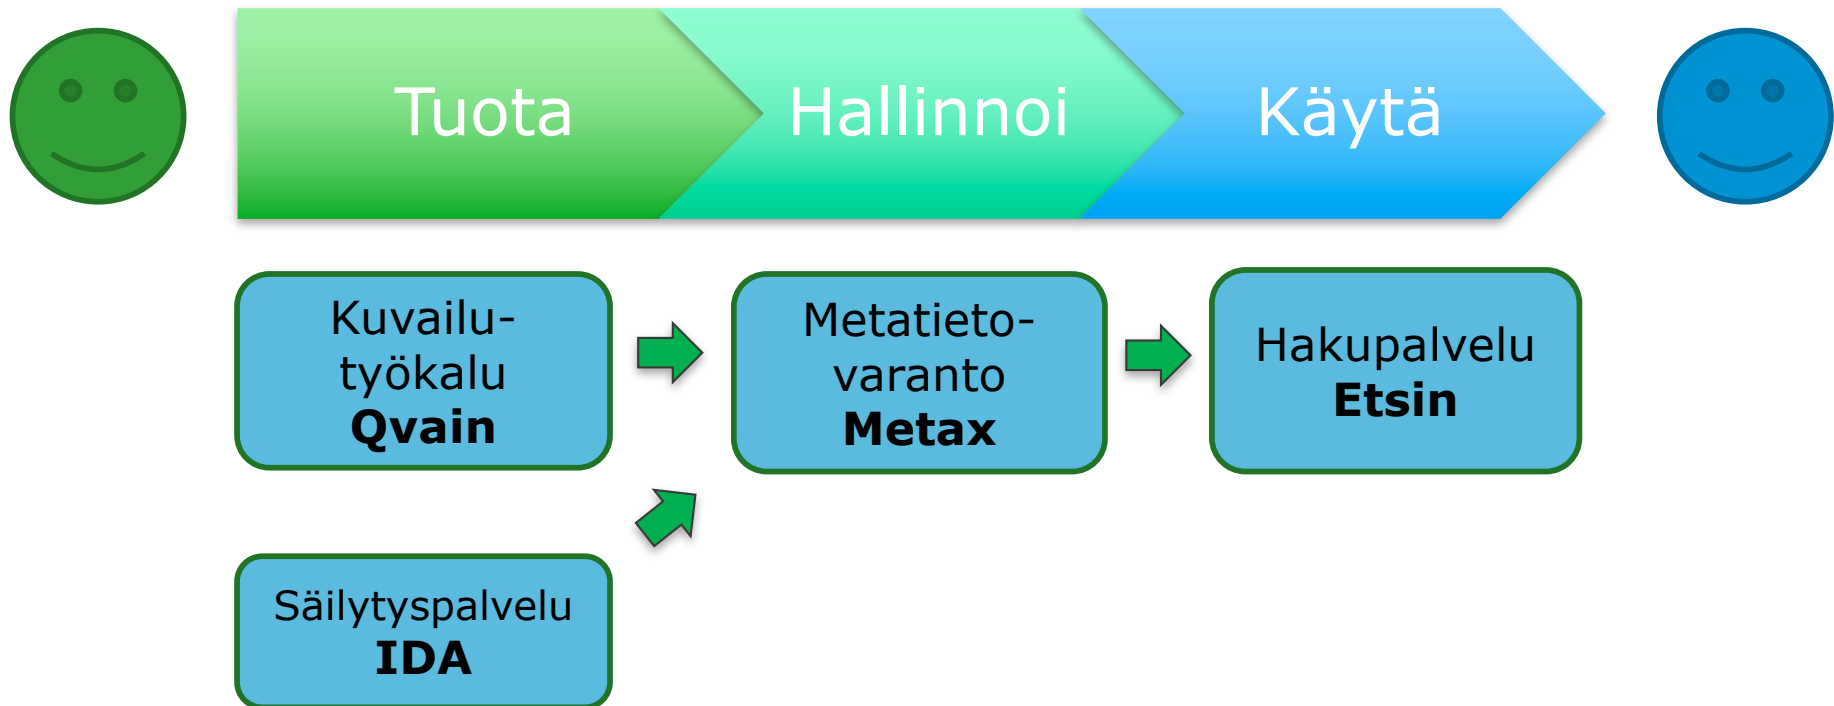 Tuota
Hallinnoi
Käytä
Kuvailu-
työkalu
Qvain
Metatieto-
varanto
Metax
Hakupalvelu
Etsin
Säilytyspalvelu
IDA